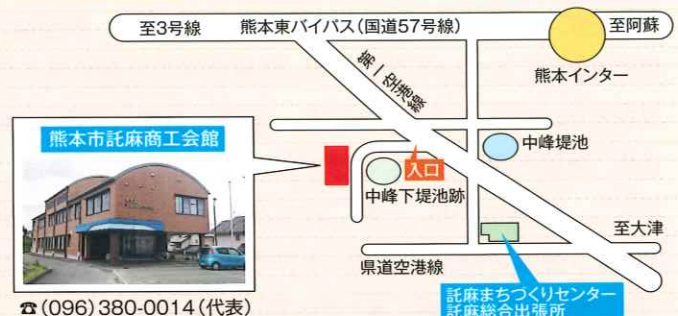 至3号線
熊本東バイパス(国道57号線)
至阿蘇
熊本インター
第一空港線
熊本市託麻商工会館
中峰堤池
入口
中峰下堤池跡
至大津
県道空港線
託麻まちづくりセンター
託麻総合出張所
☎(096)380-0014(代表)